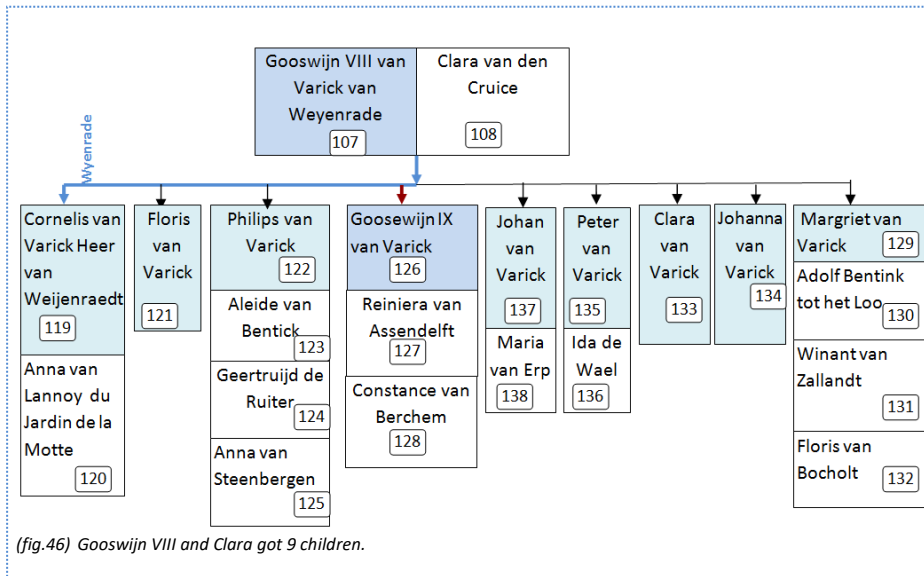 Gooswijn VIII van
Varick van
Weyenrade
107
Clara van den
Cruice
108
Wyenrade
Cornelis van
Varick Heer
van
Weijenraedt
119
Anna van
Lannoy du
Jardin de la
Motte
120
Floris
van
Varick
121
Philips van
Varick
122
Aleide van
Bentick
123
Geertruijd de
Ruiter
124
Anna van
Steenbergen
125
Goosewijn IX
van Varick
126
Reiniera van
Assendelft
127
Constance van
Berchem
128
Johan
van
Varick
137
Maria
van Erp
138
Peter
van
Varick
135
Ida de
Wael
136
Clara
van
Varick
133
Johanna
van
Varick
134
Margriet van
Varick
129
Adolf Bentink
tot het Loo
130
Winant van
Zallandt
131
Floris van
Bocholt
132
(fig.46) Gooswijn VIII and Clara got 9 children.